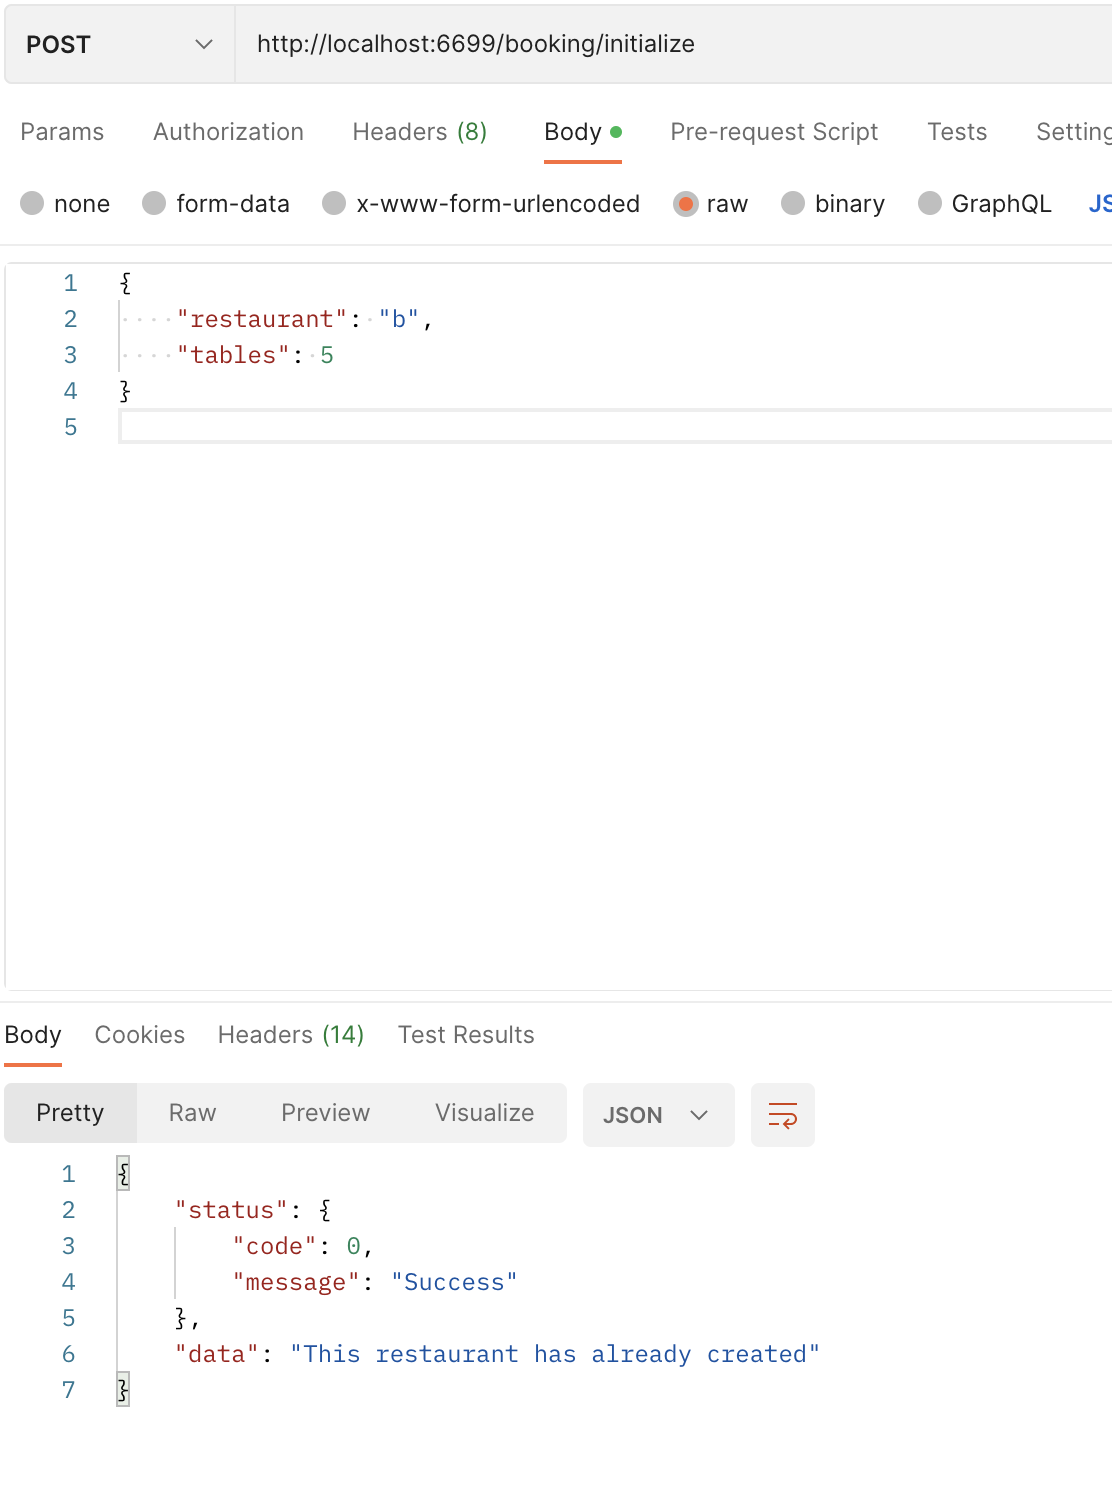 POST http://localhost:6699/booking/initialize
Params Authorization Headers (8) Body Pre-request Script Tests Setting
none form-data x-www-form-urlencoded raw binary GraphQL JS
1 {
2 "restaurant": "b",
3 "tables": 5
4 }
5
Body Cookies Headers (14) Test Results
Pretty Raw Preview Visualize JSON
1 {
2 "status": {
3 "code": 0,
4 "message": "Success"
5 },
6 "data": "This restaurant has already created"
7 }